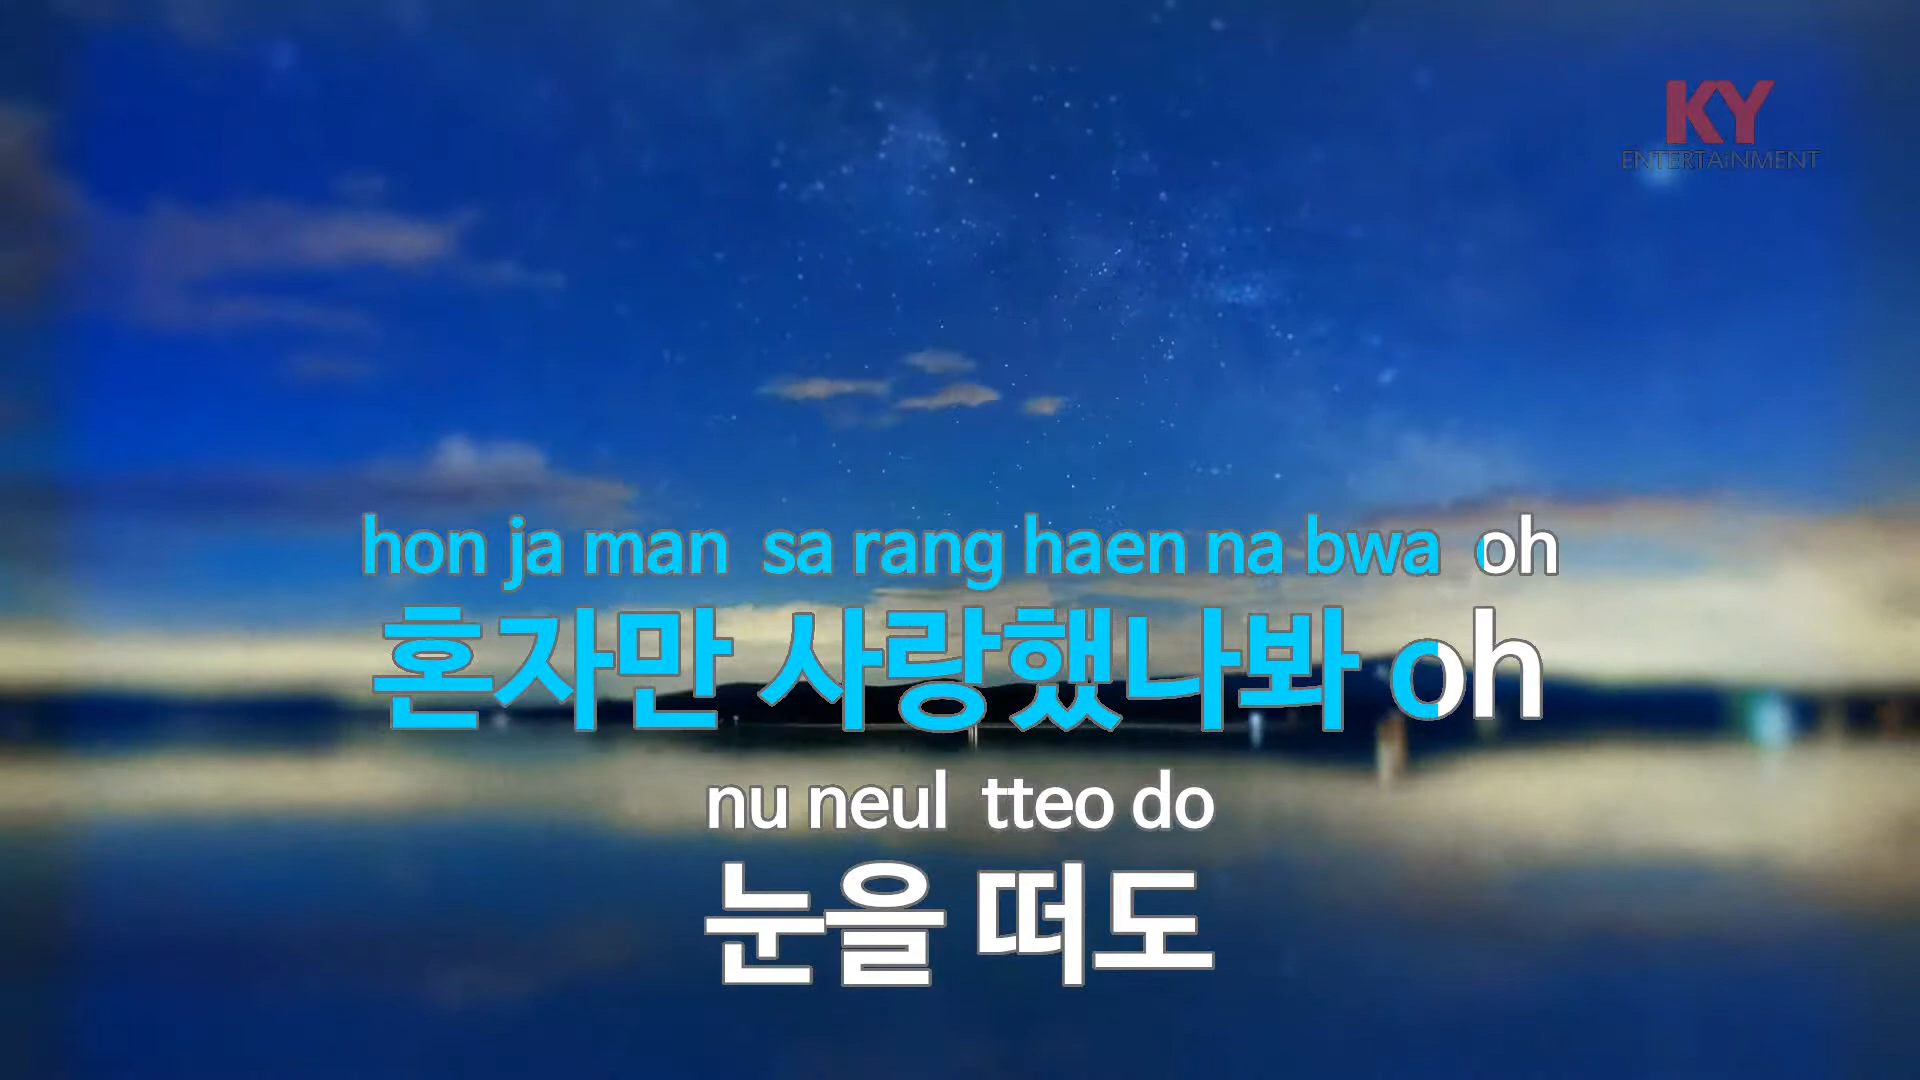 KY
ENTERTAiNMENT
hon ja man sa rang haen na bwa oh
혼자만 사랑했나봐 oh
nu neul tteo do
눈을 떠도